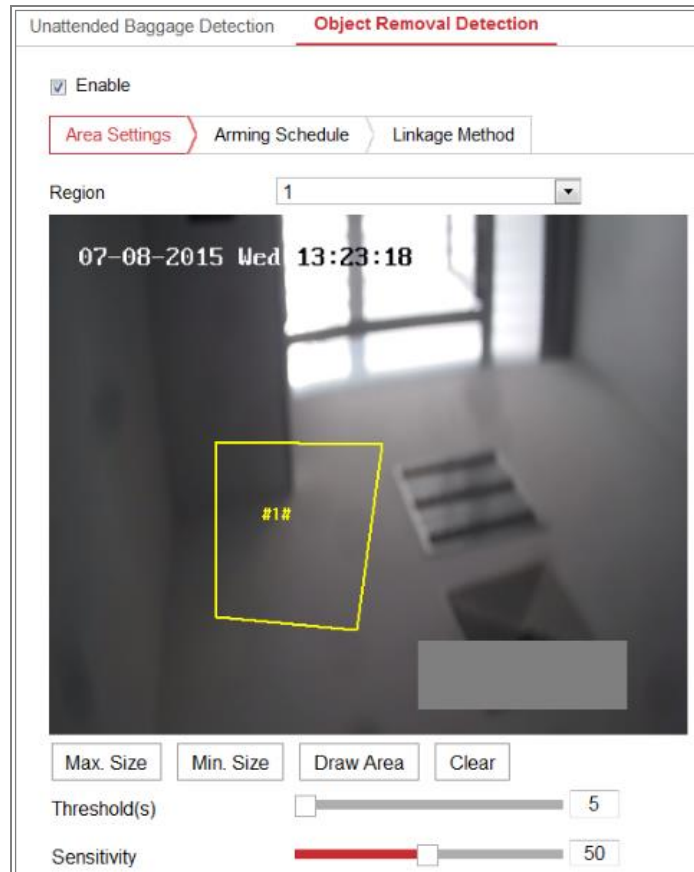 Unattended Baggage Detection Object Removal Detection
Enable
Area Settings Arming Schedule Linkage Method
Region 1
07-08-2015 Wed 13:23:18
#1#
Max. Size Min. Size Draw Area Clear
Threshold(s) 5
Sensitivity 50